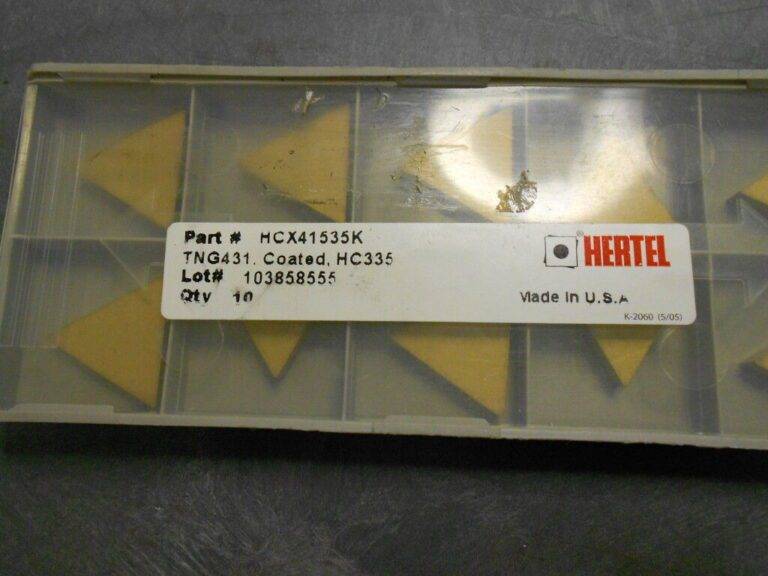 Part # HCX41535K
TNG431, Coated, HC335
Lot# 103858555
Qty 10
HERTEL
Made In U.S.A
K-2060 (5/05)